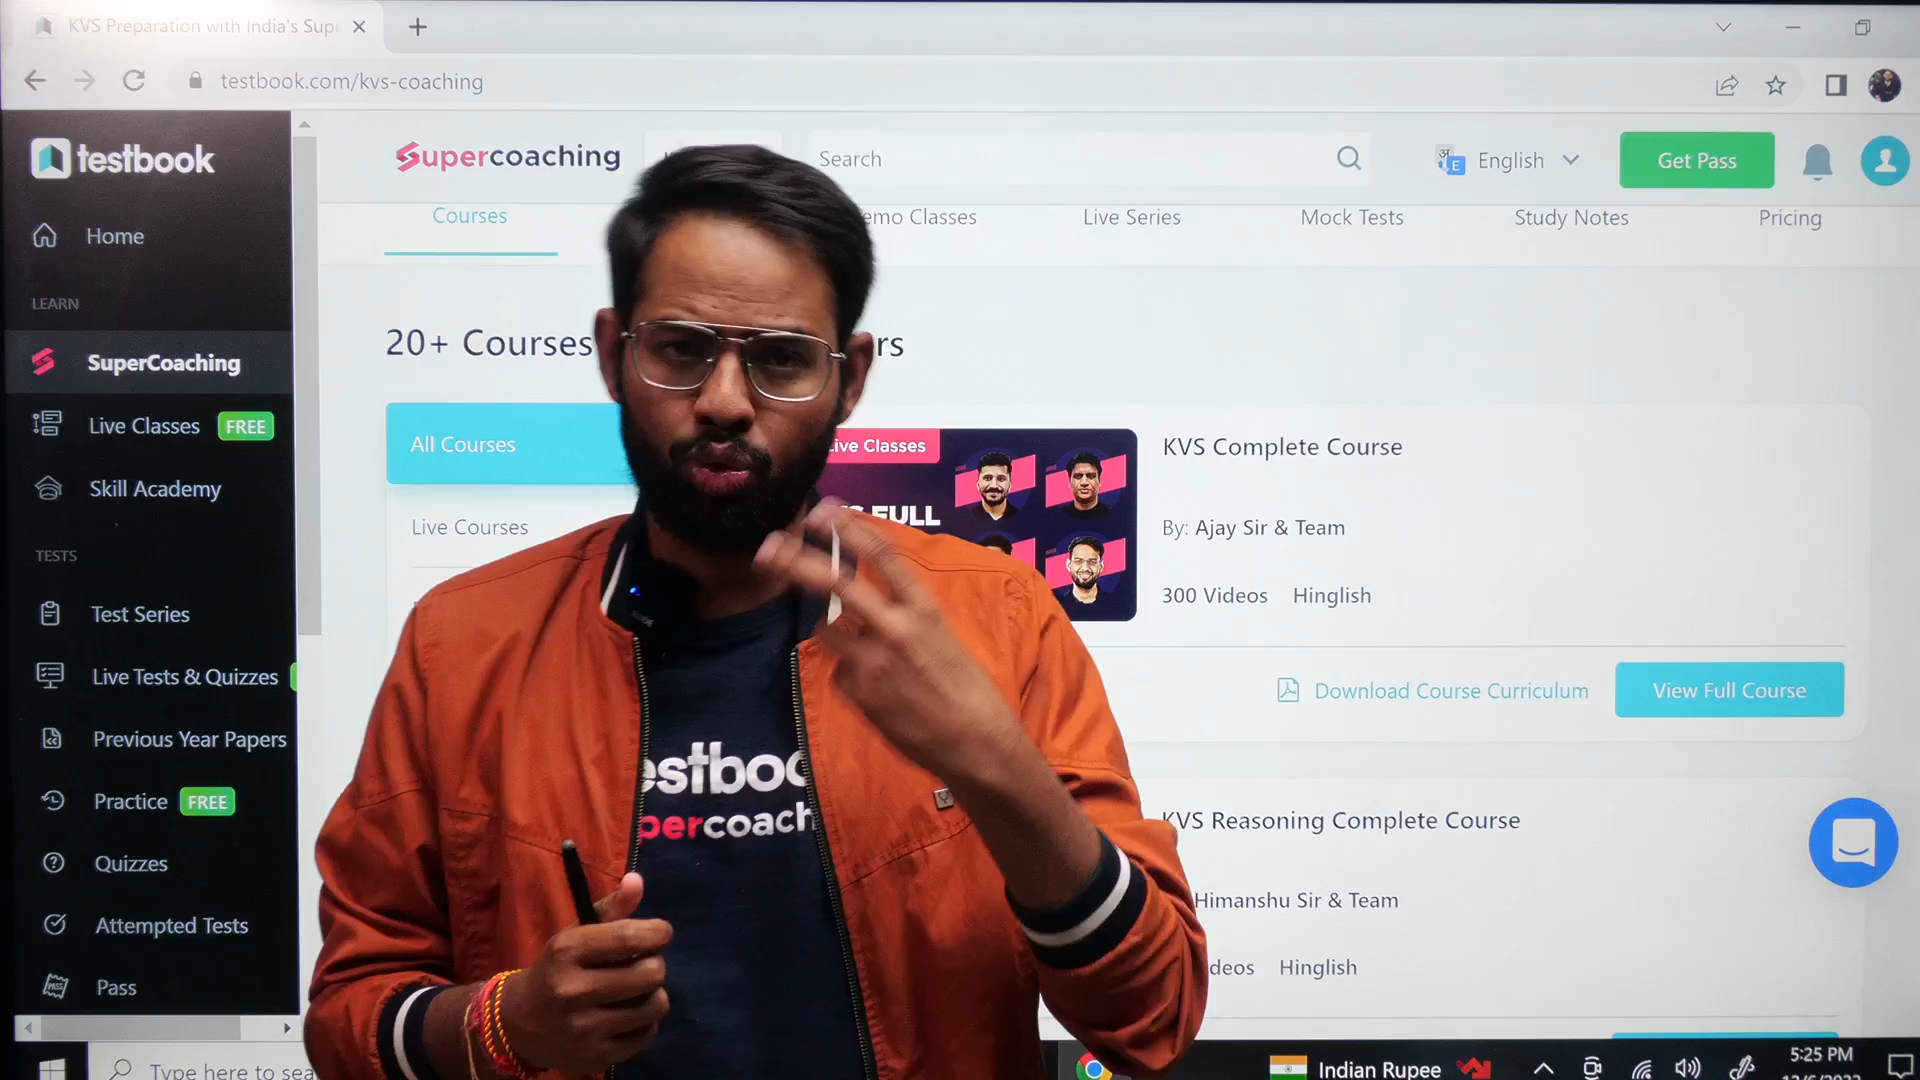 KVS Preparation with India's Sup
testbook.com/kvs-coaching
testbook
Supercoaching
Search
English
Get Pass
Home
Courses
emo Classes
Live Series
Mock Tests
Study Notes
Pricing
LEARN
20+ Courses
rs
SuperCoaching
Live Classes FREE
Skill Academy
All Courses
Live Courses
ive Classes
FULL
KVS Complete Course
By: Ajay Sir & Team
300 Videos Hinglish
TESTS
Test Series
Live Tests & Quizzes
Previous Year Papers
Practice FREE
Quizzes
Attempted Tests
Pass
Download Course Curriculum
View Full Course
estboo
percoach
KVS Reasoning Complete Course
Himanshu Sir & Team
deos Hinglish
Type here to sea
Indian Rupee
5:25 PM